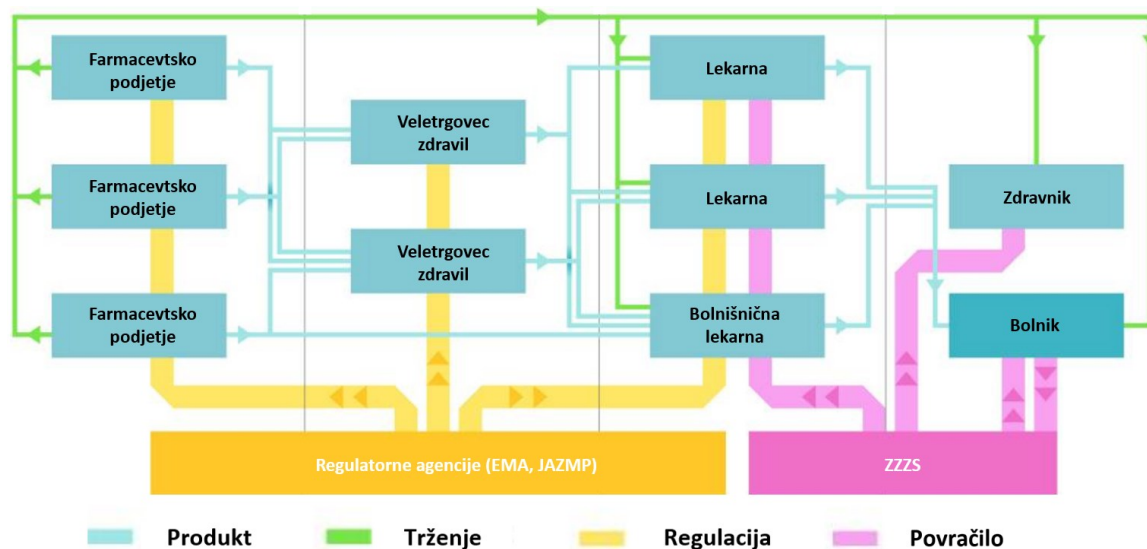 Farmacevtsko
podjetje
Lekarna
Veletrgovec
zdravil
Farmacevtsko
podjetje
Lekarna
Zdravnik
Veletrgovec
zdravil
Farmacevtsko
podjetje
Bolnišnična
lekarna
Bolnik
Regulatorne agencije (EMA, JAZMP)
ZZZS
Produkt
Trženje
Regulacija
Povračilo